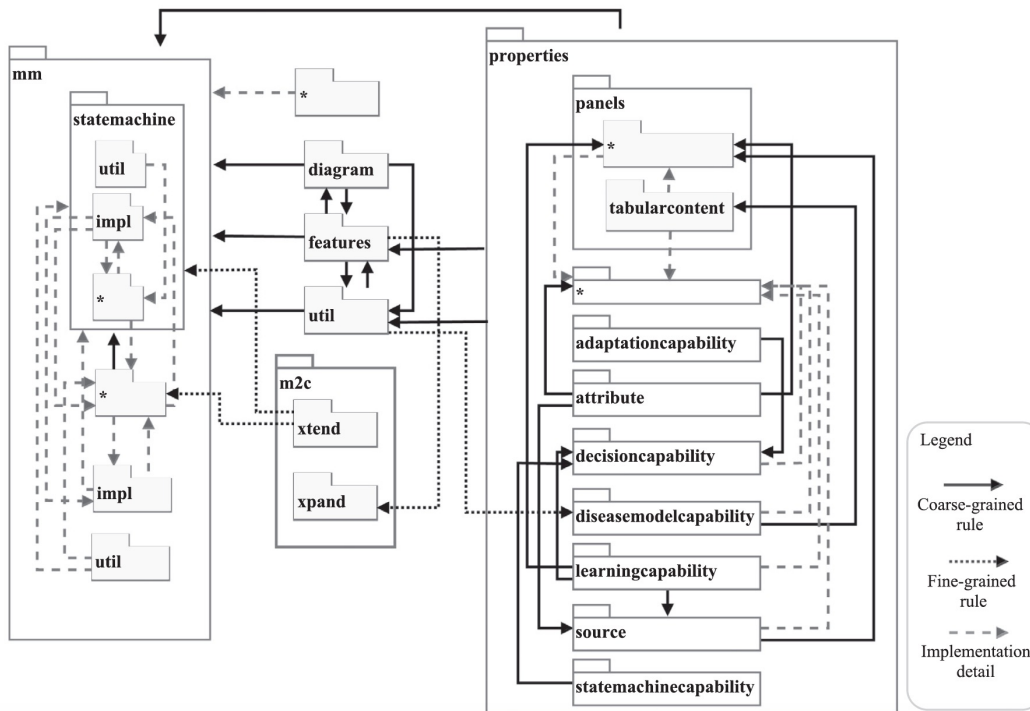 mm
statemachine
util
impl
*
*
impl
util
*
diagram
features
util
m2c
xtend
xpand
properties
panels
*
tabularcontent
*
adaptationcapability
attribute
decisioncapability
diseasemodelcapability
learningcapability
source
statemachinecapability
Legend
Coarse-grained
rule
Fine-grained
rule
Implementation
detail